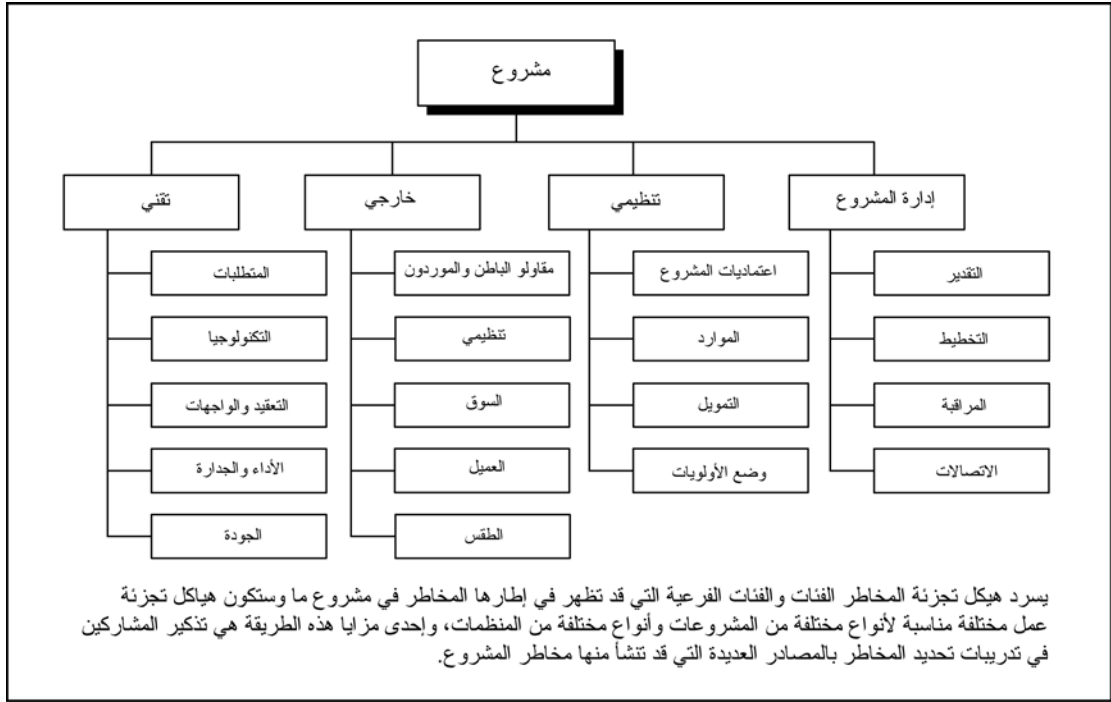 مشروع
إدارة المشروع
تنظيمي
خارجي
تقني
التقدير
اعتماديات المشروع
مقاولو الباطن والموردون
المتطلبات
التخطيط
الموارد
تنظيمي
التكنولوجيا
المراقبة
التمويل
السوق
التعقيد والواجهات
الاتصالات
وضع الأولويات
العميل
الأداء والجدارة
الطقس
الجودة
يسرد هيكل تجزئة المخاطر الفئات والفئات الفرعية التي قد تظهر في إطارها المخاطر في مشروع ما وستكون هياكل تجزئة
عمل مختلفة مناسبة لأنواع مختلفة من المشروعات وأنواع مختلفة من المنظمات، وإحدى مزايا هذه الطريقة هي تذكير المشاركين
في تدريبات تحديد المخاطر بالمصادر العديدة التي قد تنشأ منها مخاطر المشروع.